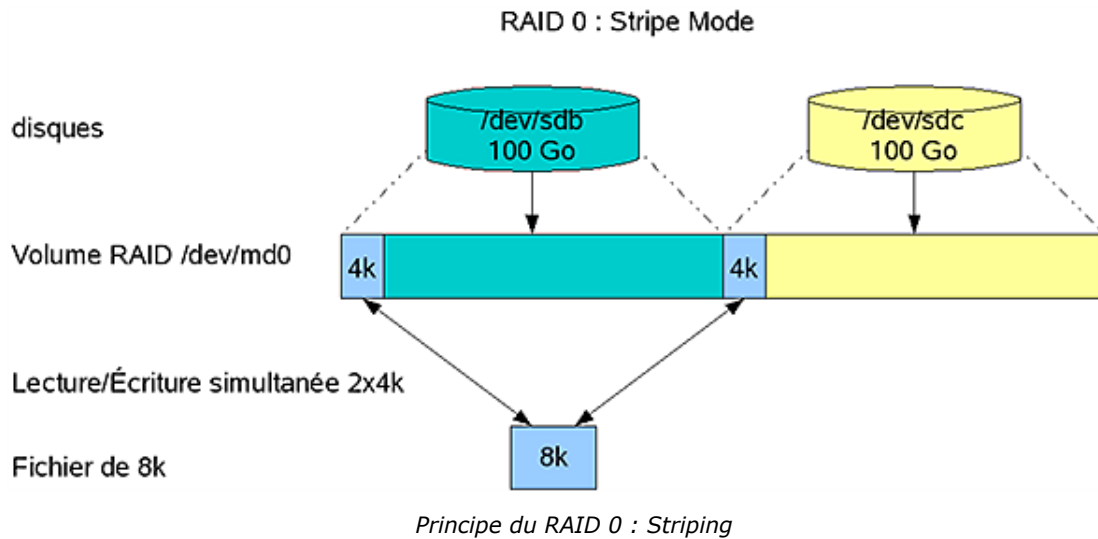 RAID 0 : Stripe Mode
disques
/dev/sdb
100 Go
/dev/sdc
100 Go
Volume RAID /dev/md0
4k
4k
Lecture/Écriture simultanée 2x4k
Fichier de 8k
8k
Principe du RAID 0 : Striping